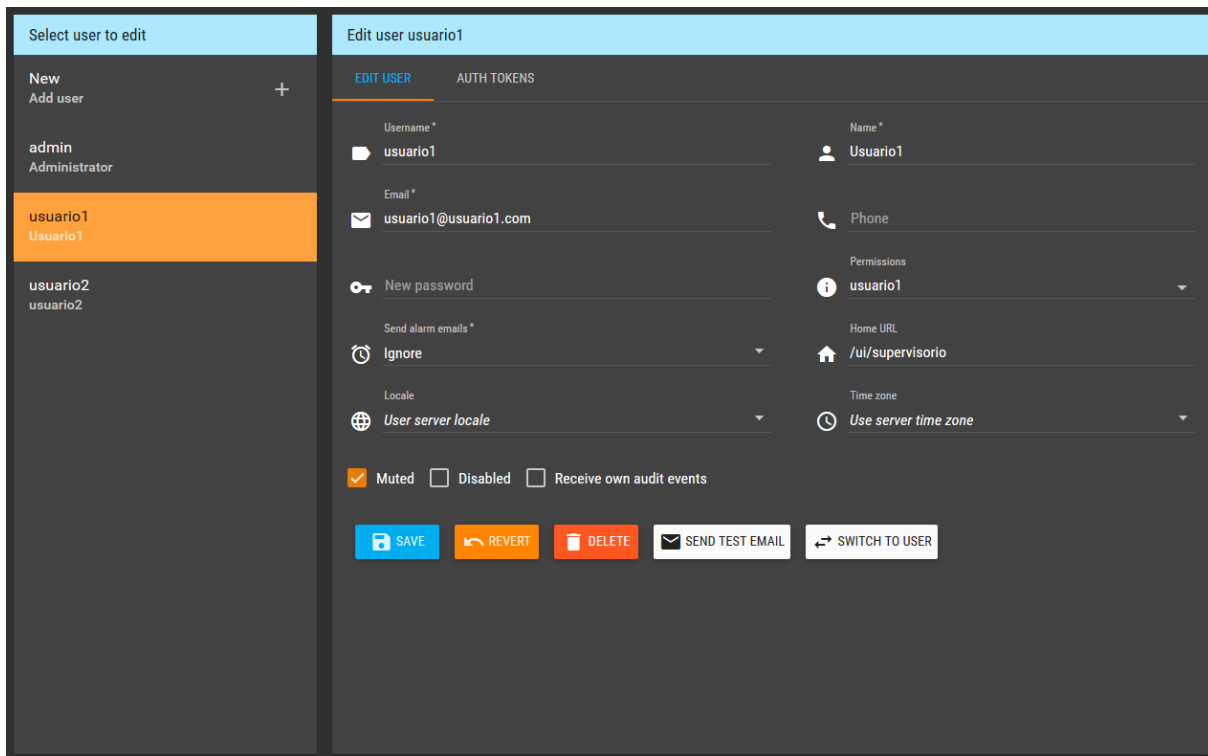 Select user to edit
New
Add user
admin
Administrator
usuario1
Usuario1
usuario2
usuario2
Edit user usuario1
EDIT USER AUTH TOKENS
Username *
usuario1
Name *
Usuario1
Email *
usuario1@usuario1.com
Phone
New password
Permissions
usuario1
Send alarm emails *
Ignore
Home URL
/ui/supervisorio
Locale
User server locale
Time zone
Use server time zone
Muted Disabled Receive own audit events
SAVE REVERT DELETE SEND TEST EMAIL SWITCH TO USER